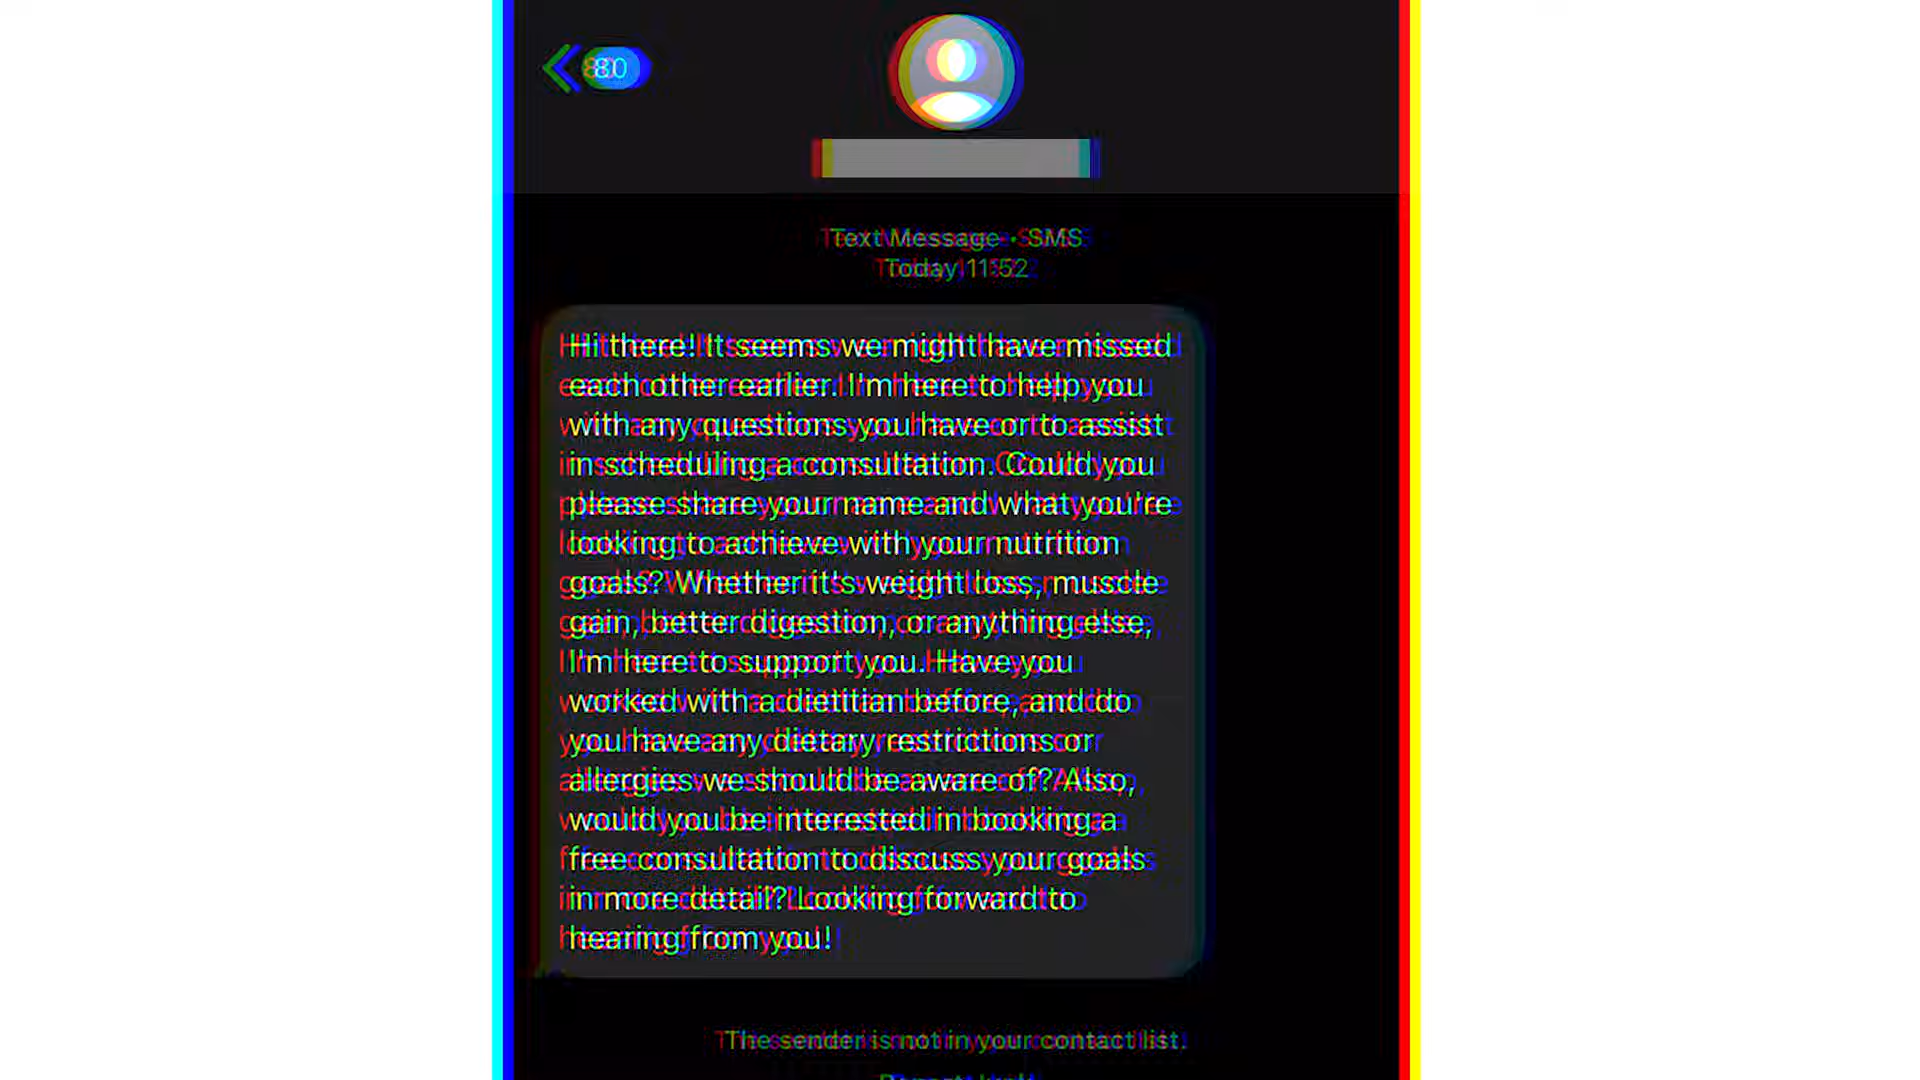 80
Text Message • SMS
Today 11:52
Hi there! It seems we might have missed
each other earlier. I'm here to help you
with any questions you have or to assist
in scheduling a consultation. Could you
please share your name and what you're
looking to achieve with your nutrition
goals? Whether it's weight loss, muscle
gain, better digestion, or anything else,
I'm here to support you. Have you
worked with a dietitian before, and do
you have any dietary restrictions or
allergies we should be aware of? Also,
would you be interested in booking a
free consultation to discuss your goals
in more detail? Looking forward to
hearing from you!
The sender is not in your contact list.